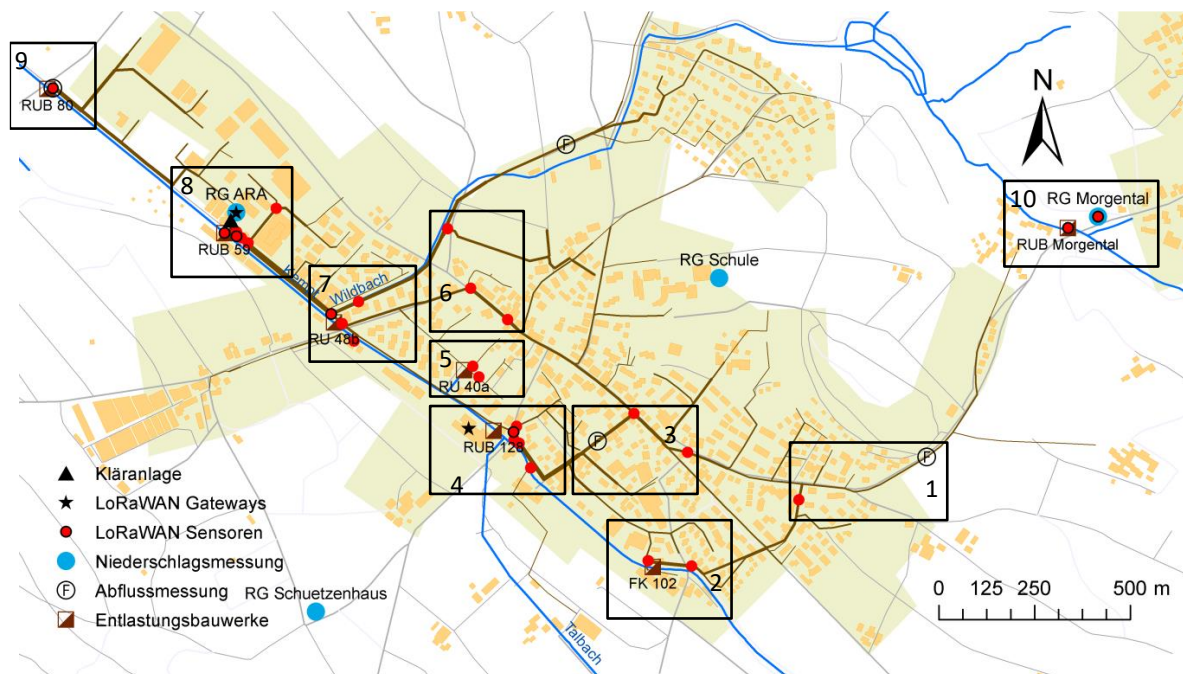 9
RUB 80
8
RG ARA
RUB 59
Kempt
7
Wildbach
RU 48b
6
5
RU 40a
RUB 128
4
F
F
3
RG Schule
N
10
RG Morgental
RUB Morgental
F
1
FK 102
2
Talbach
RG Schuetzenhaus
Kläranlage
LoRaWAN Gateways
LoRaWAN Sensoren
Niederschlagsmessung
F Abflussmessung
Entlastungsbauwerke
0 125 250 500 m